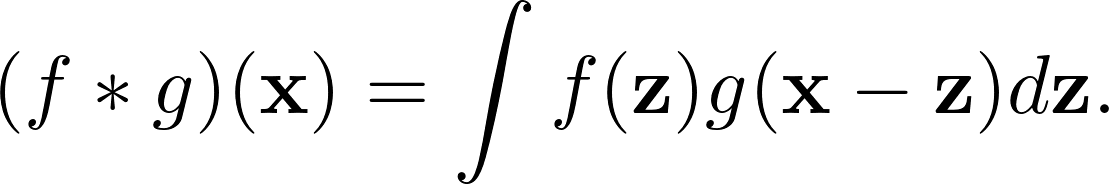 (f ∗ g)(𝐱) = ∫ f(𝐳)g(𝐱 − 𝐳)d𝐳.